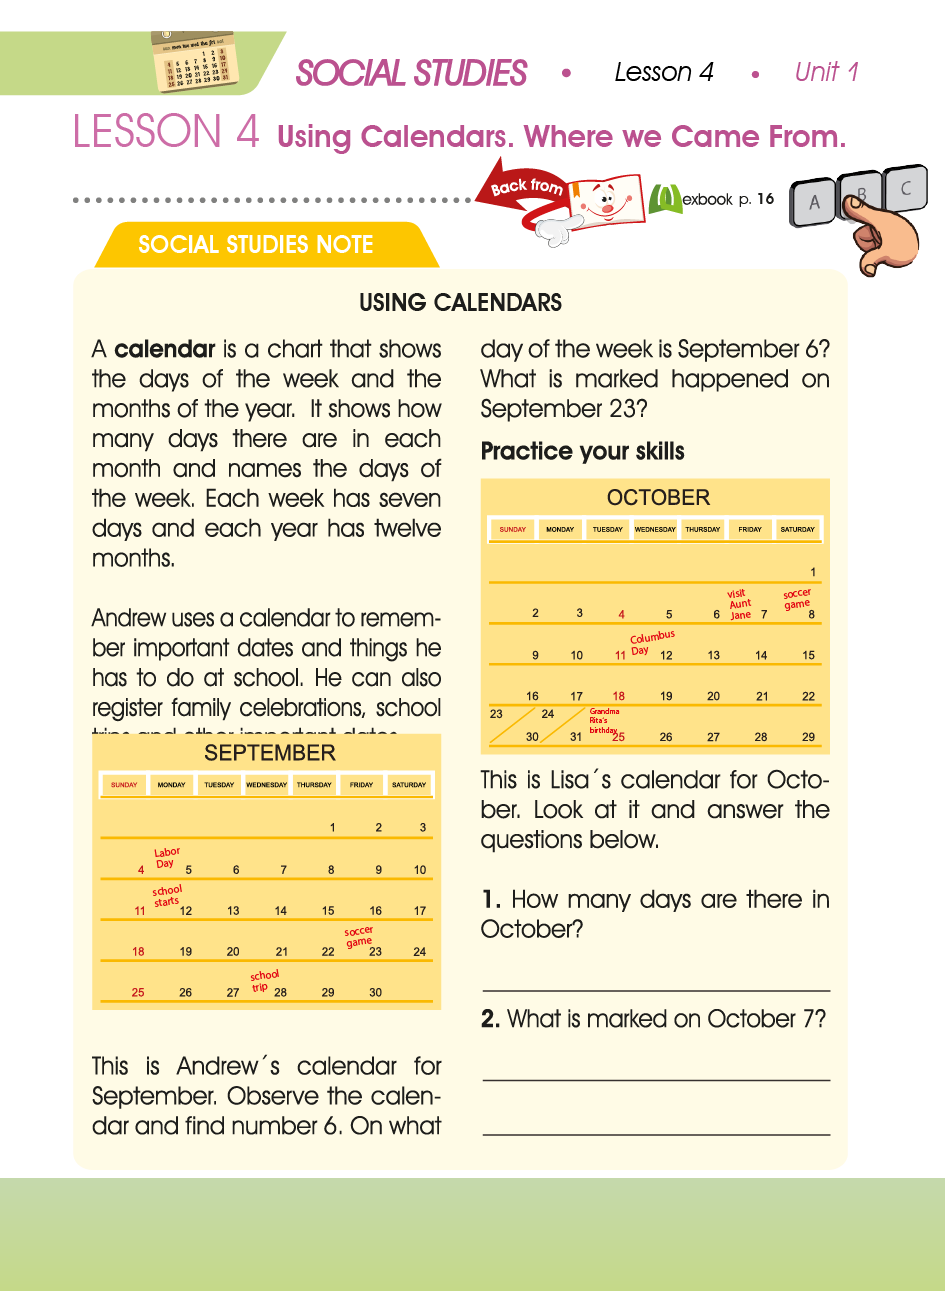 SOCIAL STUDIES • Lesson 4 • Unit 1
LESSON 4 Using Calendars. Where we Came From.
Back from
exbook p. 16
A B C
SOCIAL STUDIES NOTE
USING CALENDARS
A calendar is a chart that shows
the days of the week and the
months of the year. It shows how
many days there are in each
month and names the days of
the week. Each week has seven
days and each year has twelve
months.
Andrew uses a calendar to remem-
ber important dates and things he
has to do at school. He can also
register family celebrations, school
trips and other important dates.
SEPTEMBER
SUNDAY MONDAY TUESDAY WEDNESDAY THURSDAY FRIDAY SATURDAY
1 2 3
Labor
Day
4 5 6 7 8 9 10
school
starts
11 12 13 14 15 16 17
soccer
game
18 19 20 21 22 23 24
school
trip
25 26 27 28 29 30
This is Andrew´s calendar for
September. Observe the calen-
dar and find number 6. On what
day of the week is September 6?
What is marked happened on
September 23?
Practice your skills
OCTOBER
SUNDAY MONDAY TUESDAY WEDNESDAY THURSDAY FRIDAY SATURDAY
1
visit
Aunt
Jane
soccer
game
2 3 4 5 6 7 8
Columbus
Day
9 10 11 12 13 14 15
16 17 18 19 20 21 22
23 24
Grandma
Rita's
birthday
30 31 25 26 27 28 29
This is Lisa´s calendar for Octo-
ber. Look at it and answer the
questions below.
1. How many days are there in
October?
2. What is marked on October 7?